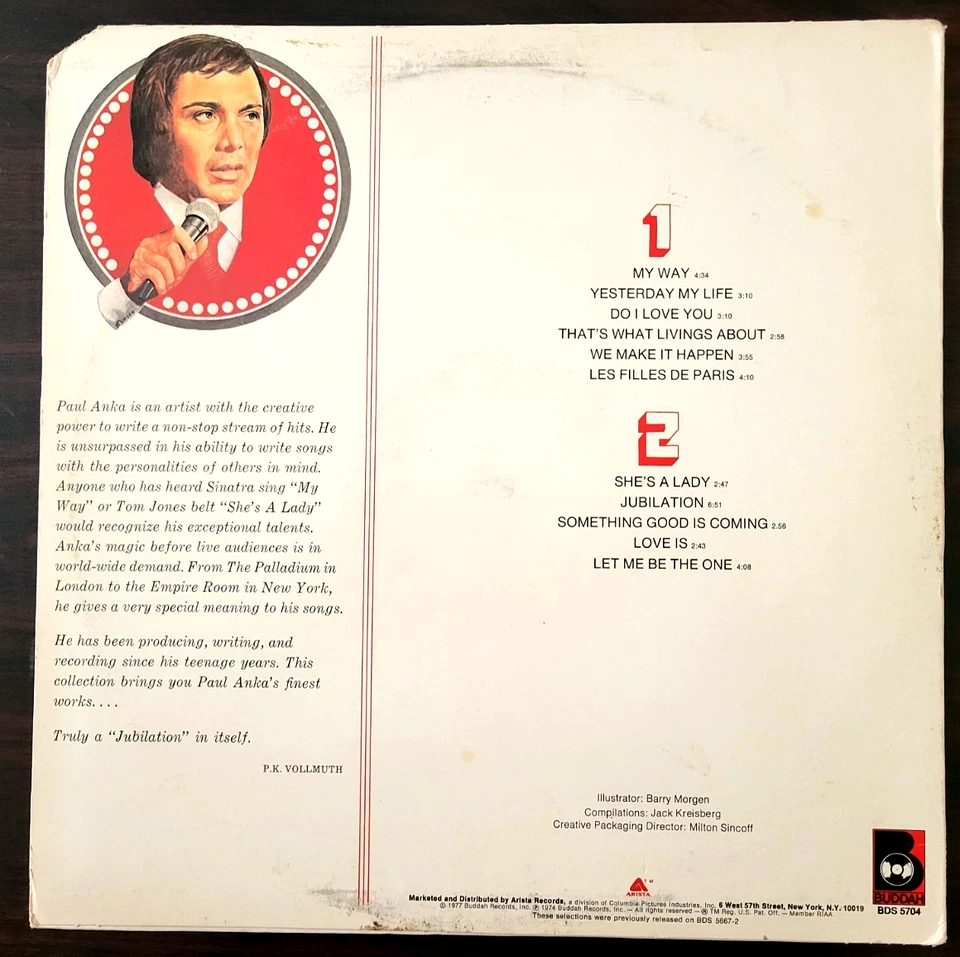 Paul Anka is an artist with the creative
power to write a non-stop stream of hits. He
is unsurpassed in his ability to write songs
with the personalities of others in mind.
Anyone who has heard Sinatra sing “My
Way” or Tom Jones belt “She's A Lady”
would recognize his exceptional talents.
Anka's magic before live audiences is in
world-wide demand. From The Palladium in
London to the Empire Room in New York,
he gives a very special meaning to his songs.
He has been producing, writing, and
recording since his teenage years. This
collection brings you Paul Anka's finest
works. . . .
Truly a “Jubilation” in itself.
P.K. VOLLMUTH
1
MY WAY 4:34
YESTERDAY MY LIFE 3:10
DO I LOVE YOU 3:10
THAT'S WHAT LIVINGS ABOUT 2:58
WE MAKE IT HAPPEN 3:55
LES FILLES DE PARIS 4:10
2
SHE'S A LADY 2:47
JUBILATION 6:51
SOMETHING GOOD IS COMING 2.56
LOVE IS 2:43
LET ME BE THE ONE 4:08
Illustrator: Barry Morgen
Compilations: Jack Kreisberg
Creative Packaging Director: Milton Sincoff
TM
ARISTA
Marketed and Distributed by Arista Records, a division of Columbia Pictures Industries, Inc. 6 West 57th Street, New York, N.Y. 10019
© 1977 Buddah Records, Inc. ℗ 1974 Buddah Records, Inc. — All rights reserved — ® TM Reg. U.S. Pat. Off. — Member RIAA
These selections were previously released on BDS 5667-2
B
BUDDAH
BDS 5704